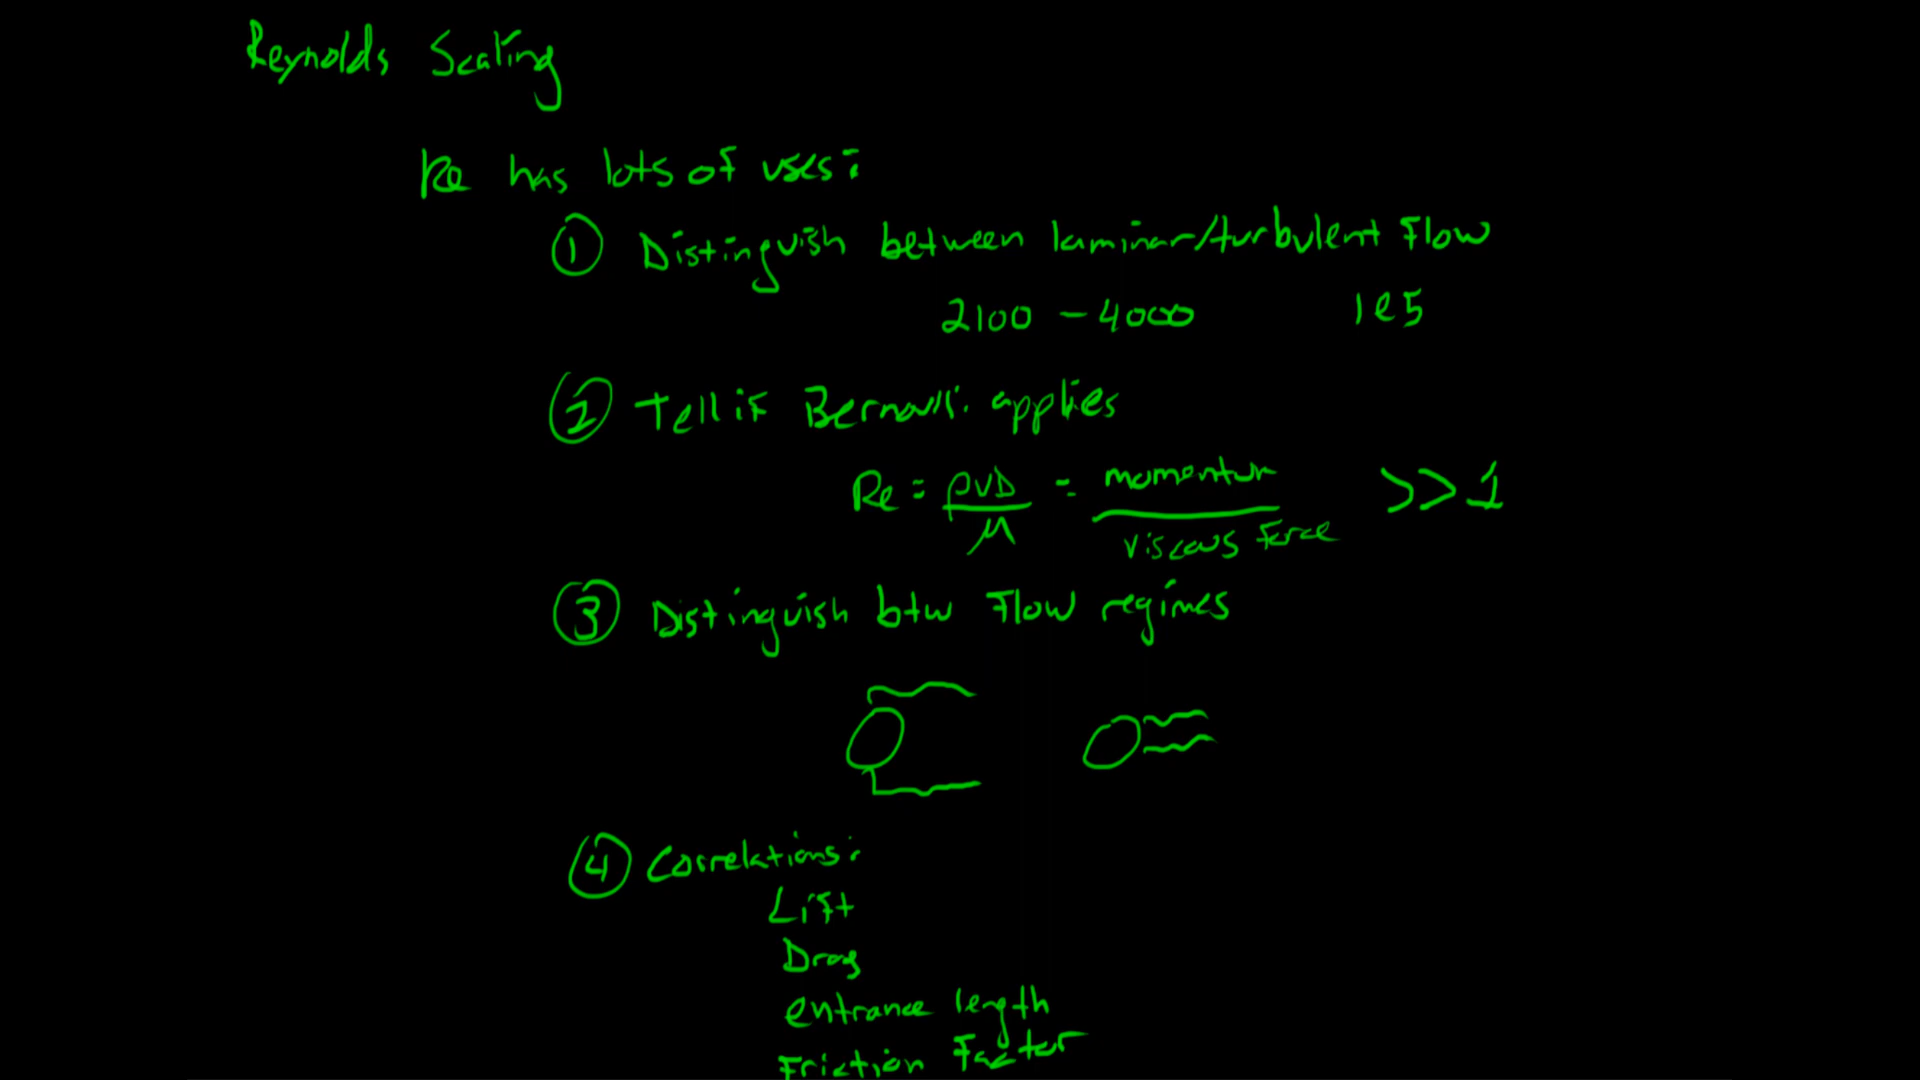 Reynolds Scaling
Re has lots of uses:
① Distinguish between laminar/turbulent Flow
2100 - 4000 1e5
② Tell if Bernoulli applies
Re = ρVD / μ = momentum / viscous Force >> 1
③ Distinguish btw Flow regimes
④ Correlations:
Lift
Drag
entrance length
Friction Factor